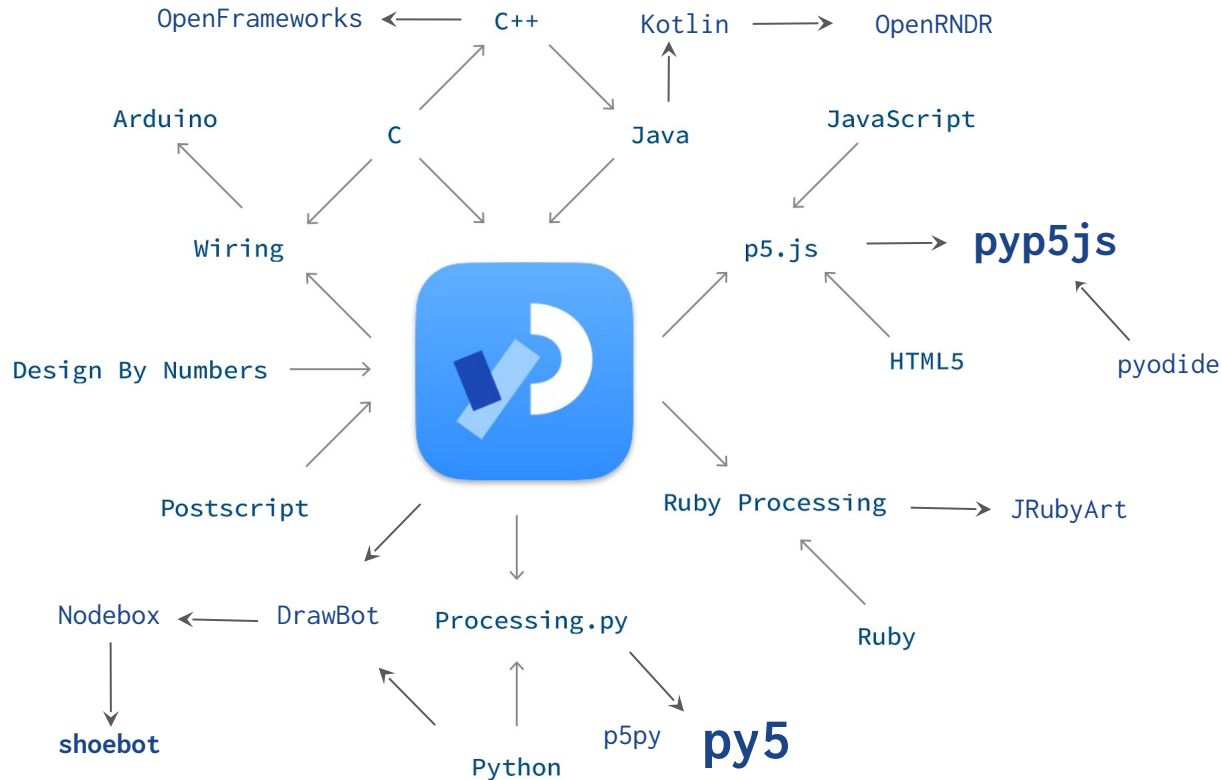 OpenFrameworks
C++
Kotlin
OpenRNDR
Arduino
C
Java
JavaScript
Wiring
p5.js
pyp5js
Design By Numbers
HTML5
pyodide
Postscript
Ruby Processing
JRubyArt
Nodebox
DrawBot
Processing.py
Ruby
shoebot
p5py
py5
Python